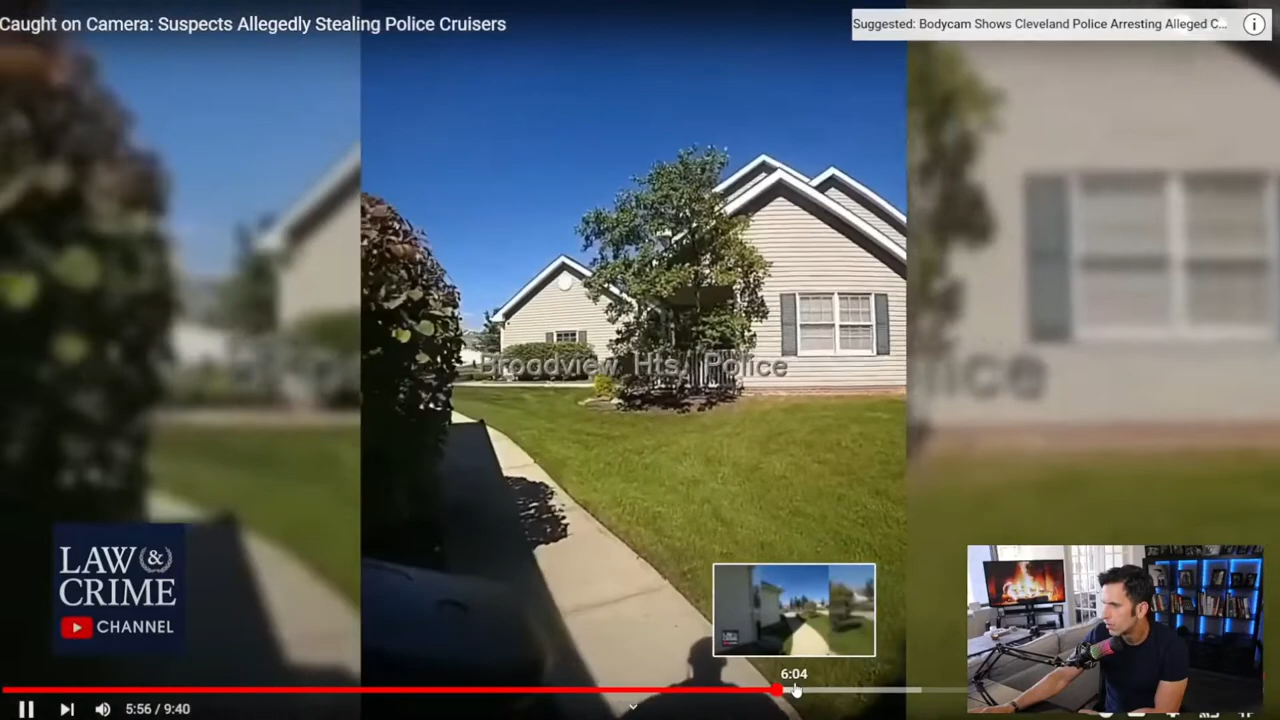 Caught on Camera: Suspects Allegedly Stealing Police Cruisers
Suggested: Bodycam Shows Cleveland Police Arresting Alleged C...
Broadview Hts. Police
LAW &
CRIME
CHANNEL
6:04
5:56 / 9:40